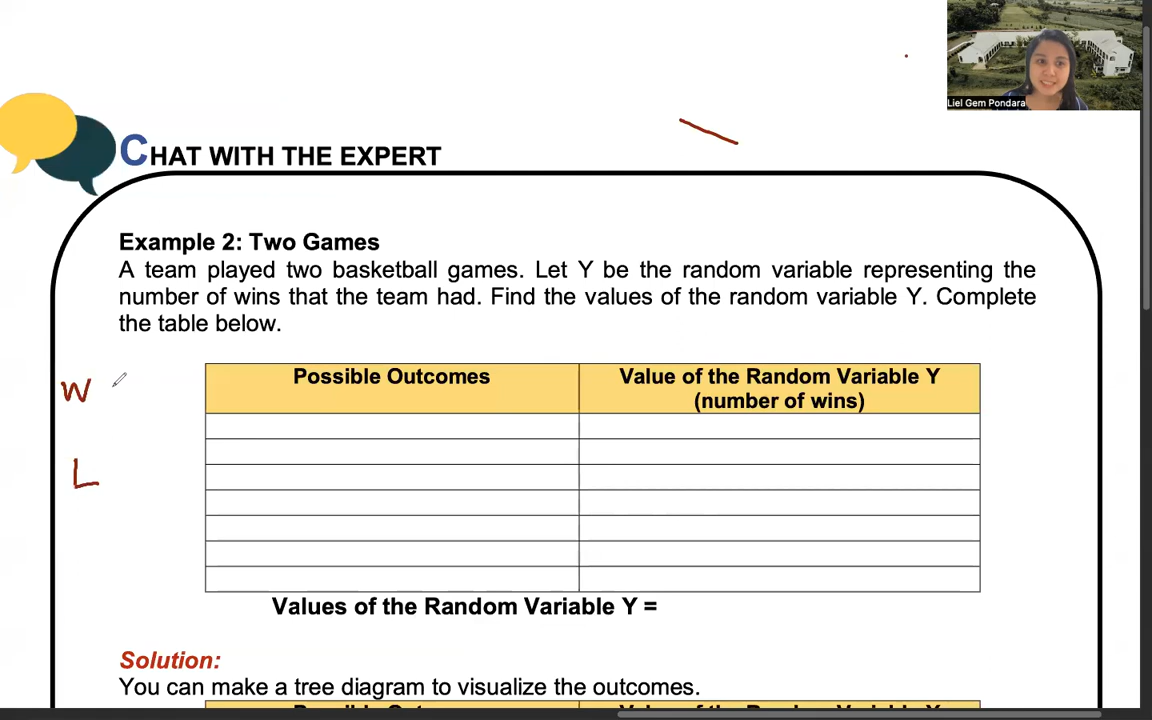 Liel Gem Pondara
CHAT WITH THE EXPERT
Example 2: Two Games
A team played two basketball games. Let Y be the random variable representing the
number of wins that the team had. Find the values of the random variable Y. Complete
the table below.
W
L
Possible Outcomes
Value of the Random Variable Y
(number of wins)
Values of the Random Variable Y =
Solution:
You can make a tree diagram to visualize the outcomes.